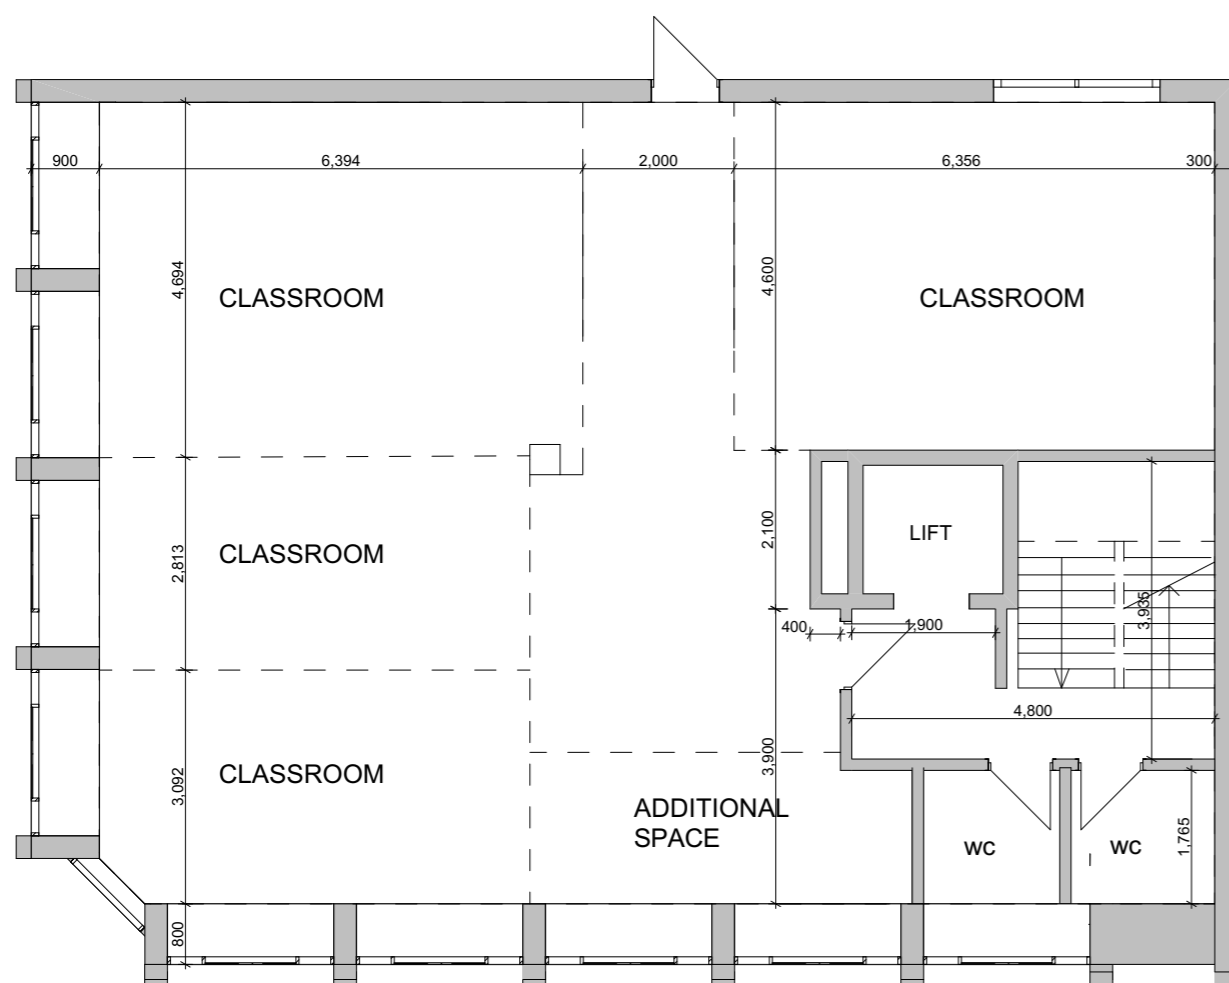 900
6,394
2,000
6,356
300
4,694
4,600
CLASSROOM
CLASSROOM
2,100
LIFT
CLASSROOM
2,813
3,935
400
1,900
4,800
CLASSROOM
3,092
3,900
ADDITIONAL
SPACE
WC
WC
1,765
800